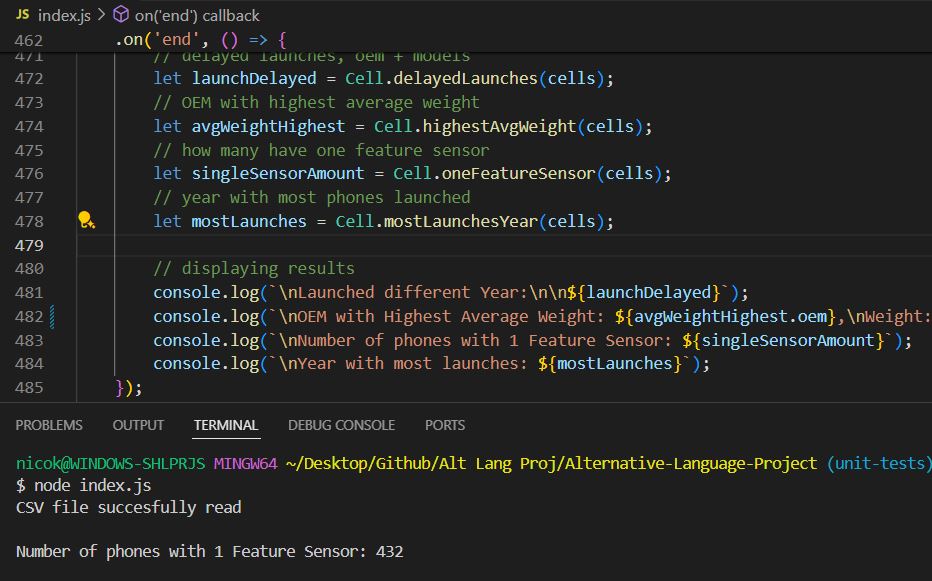 JS index.js > on('end') callback
462 .on('end', () => {
471 // delayed launches, oem + models
472 let launchDelayed = Cell.delayedLaunches(cells);
473 // OEM with highest average weight
474 let avgWeightHighest = Cell.highestAvgWeight(cells);
475 // how many have one feature sensor
476 let singleSensorAmount = Cell.oneFeatureSensor(cells);
477 // year with most phones launched
478 let mostLaunches = Cell.mostLaunchesYear(cells);
479
480 // displaying results
481 console.log(`\nLaunched different Year:\n\n${launchDelayed}`);
482 console.log(`\nOEM with Highest Average Weight: ${avgWeightHighest.oem},\nWeight:
483 console.log(`\nNumber of phones with 1 Feature Sensor: ${singleSensorAmount}`);
484 console.log(`\nYear with most launches: ${mostLaunches}`);
485 });
PROBLEMS OUTPUT TERMINAL DEBUG CONSOLE PORTS
nicok@WINDOWS-SHLPRJS MINGW64 ~/Desktop/Github/Alt Lang Proj/Alternative-Language-Project (unit-tests)
$ node index.js
CSV file succesfully read
Number of phones with 1 Feature Sensor: 432